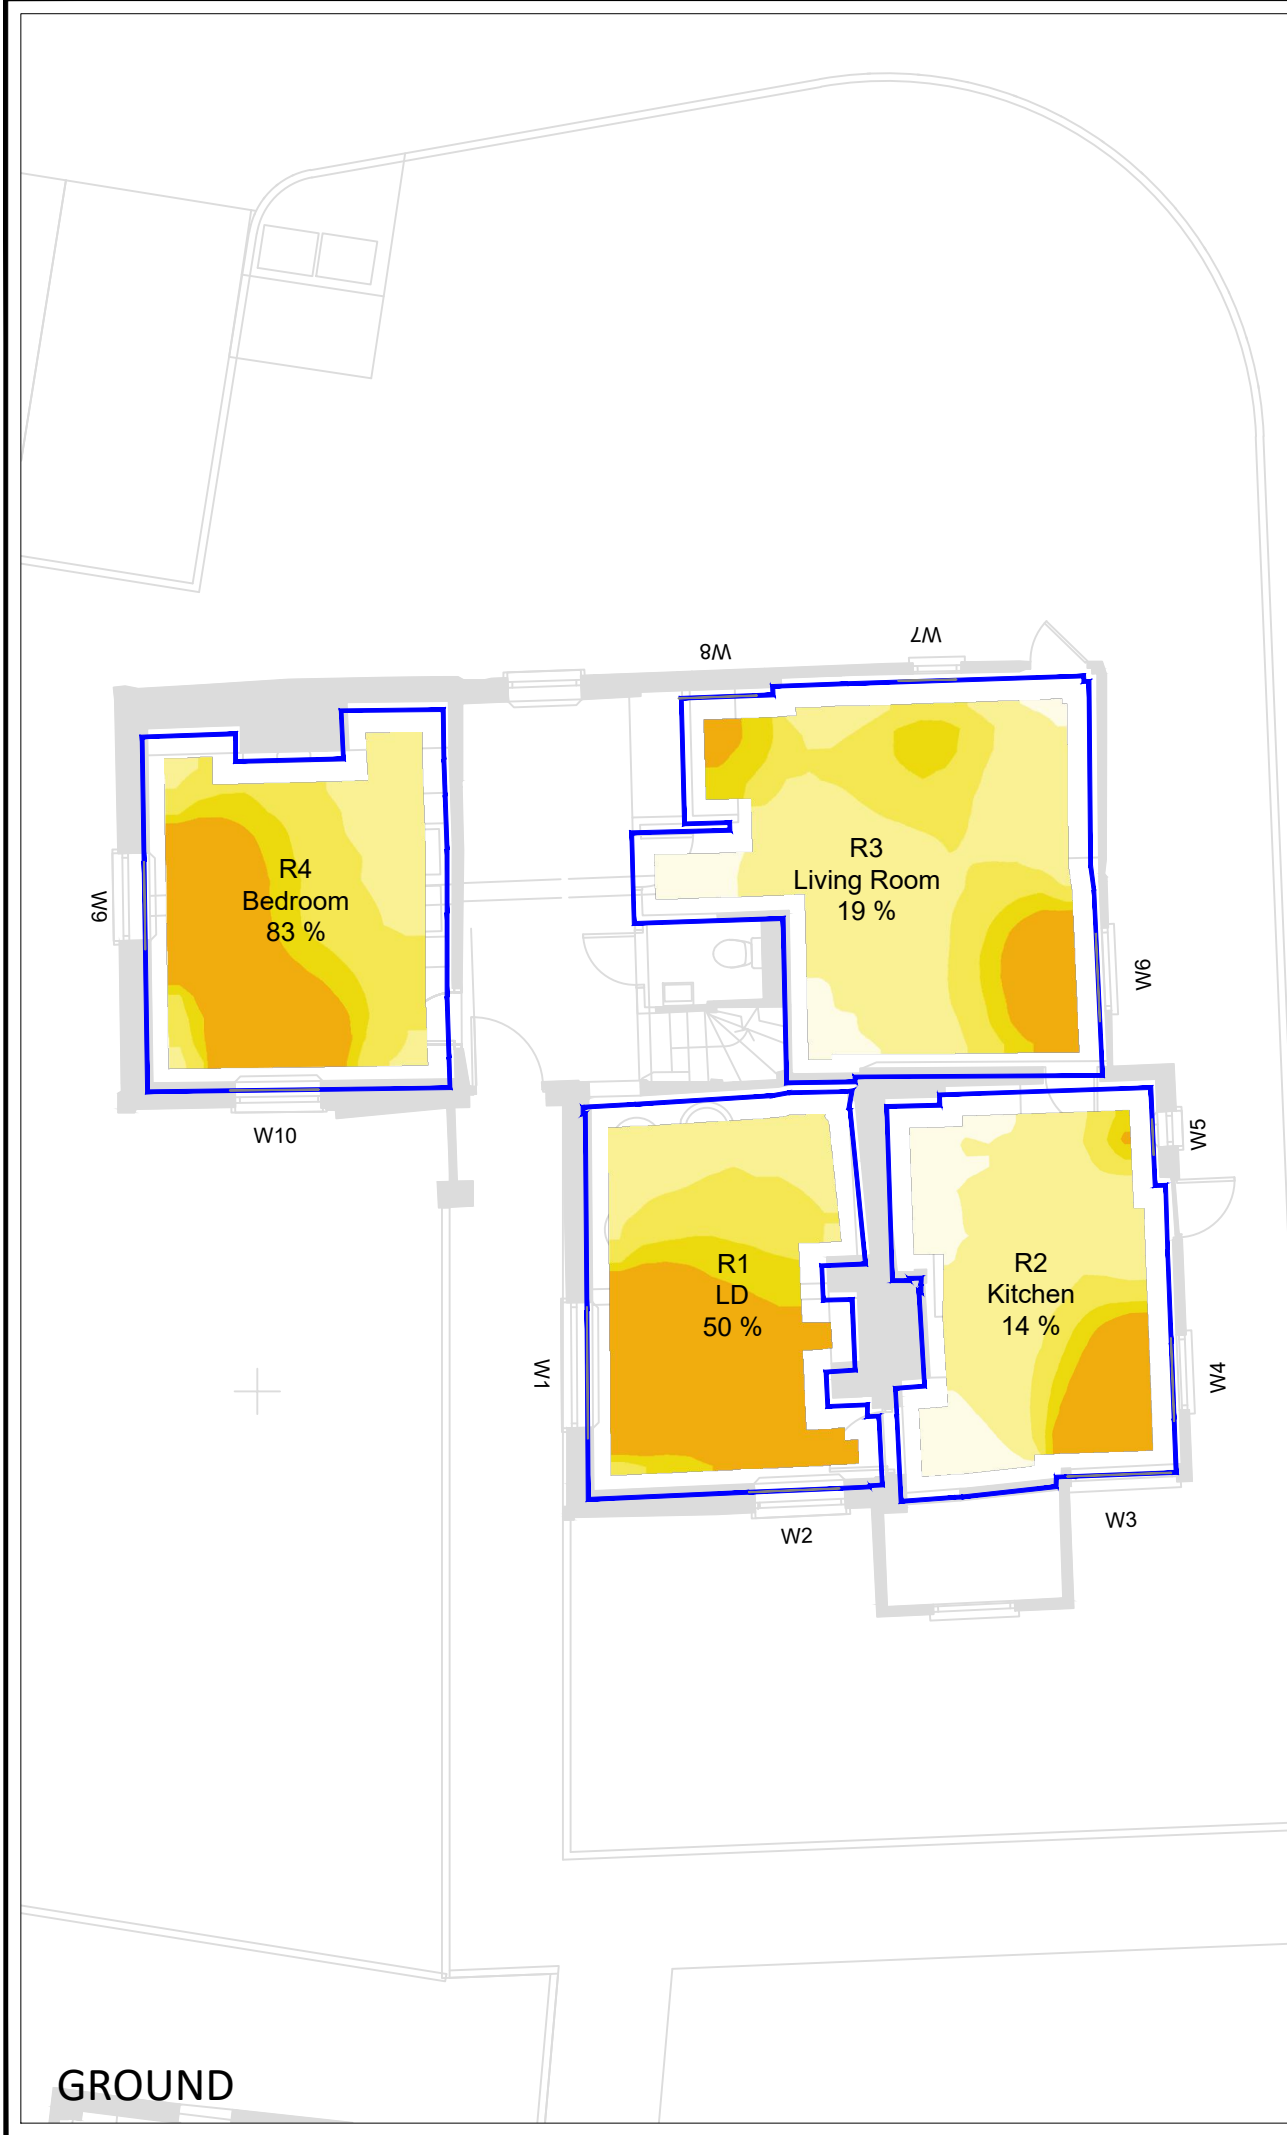 W7
W8
R3
Living Room
19 %
R4
Bedroom
83 %
W9
W6
W10
W5
R1
LD
50 %
R2
Kitchen
14 %
W1
W4
W3
W2
GROUND